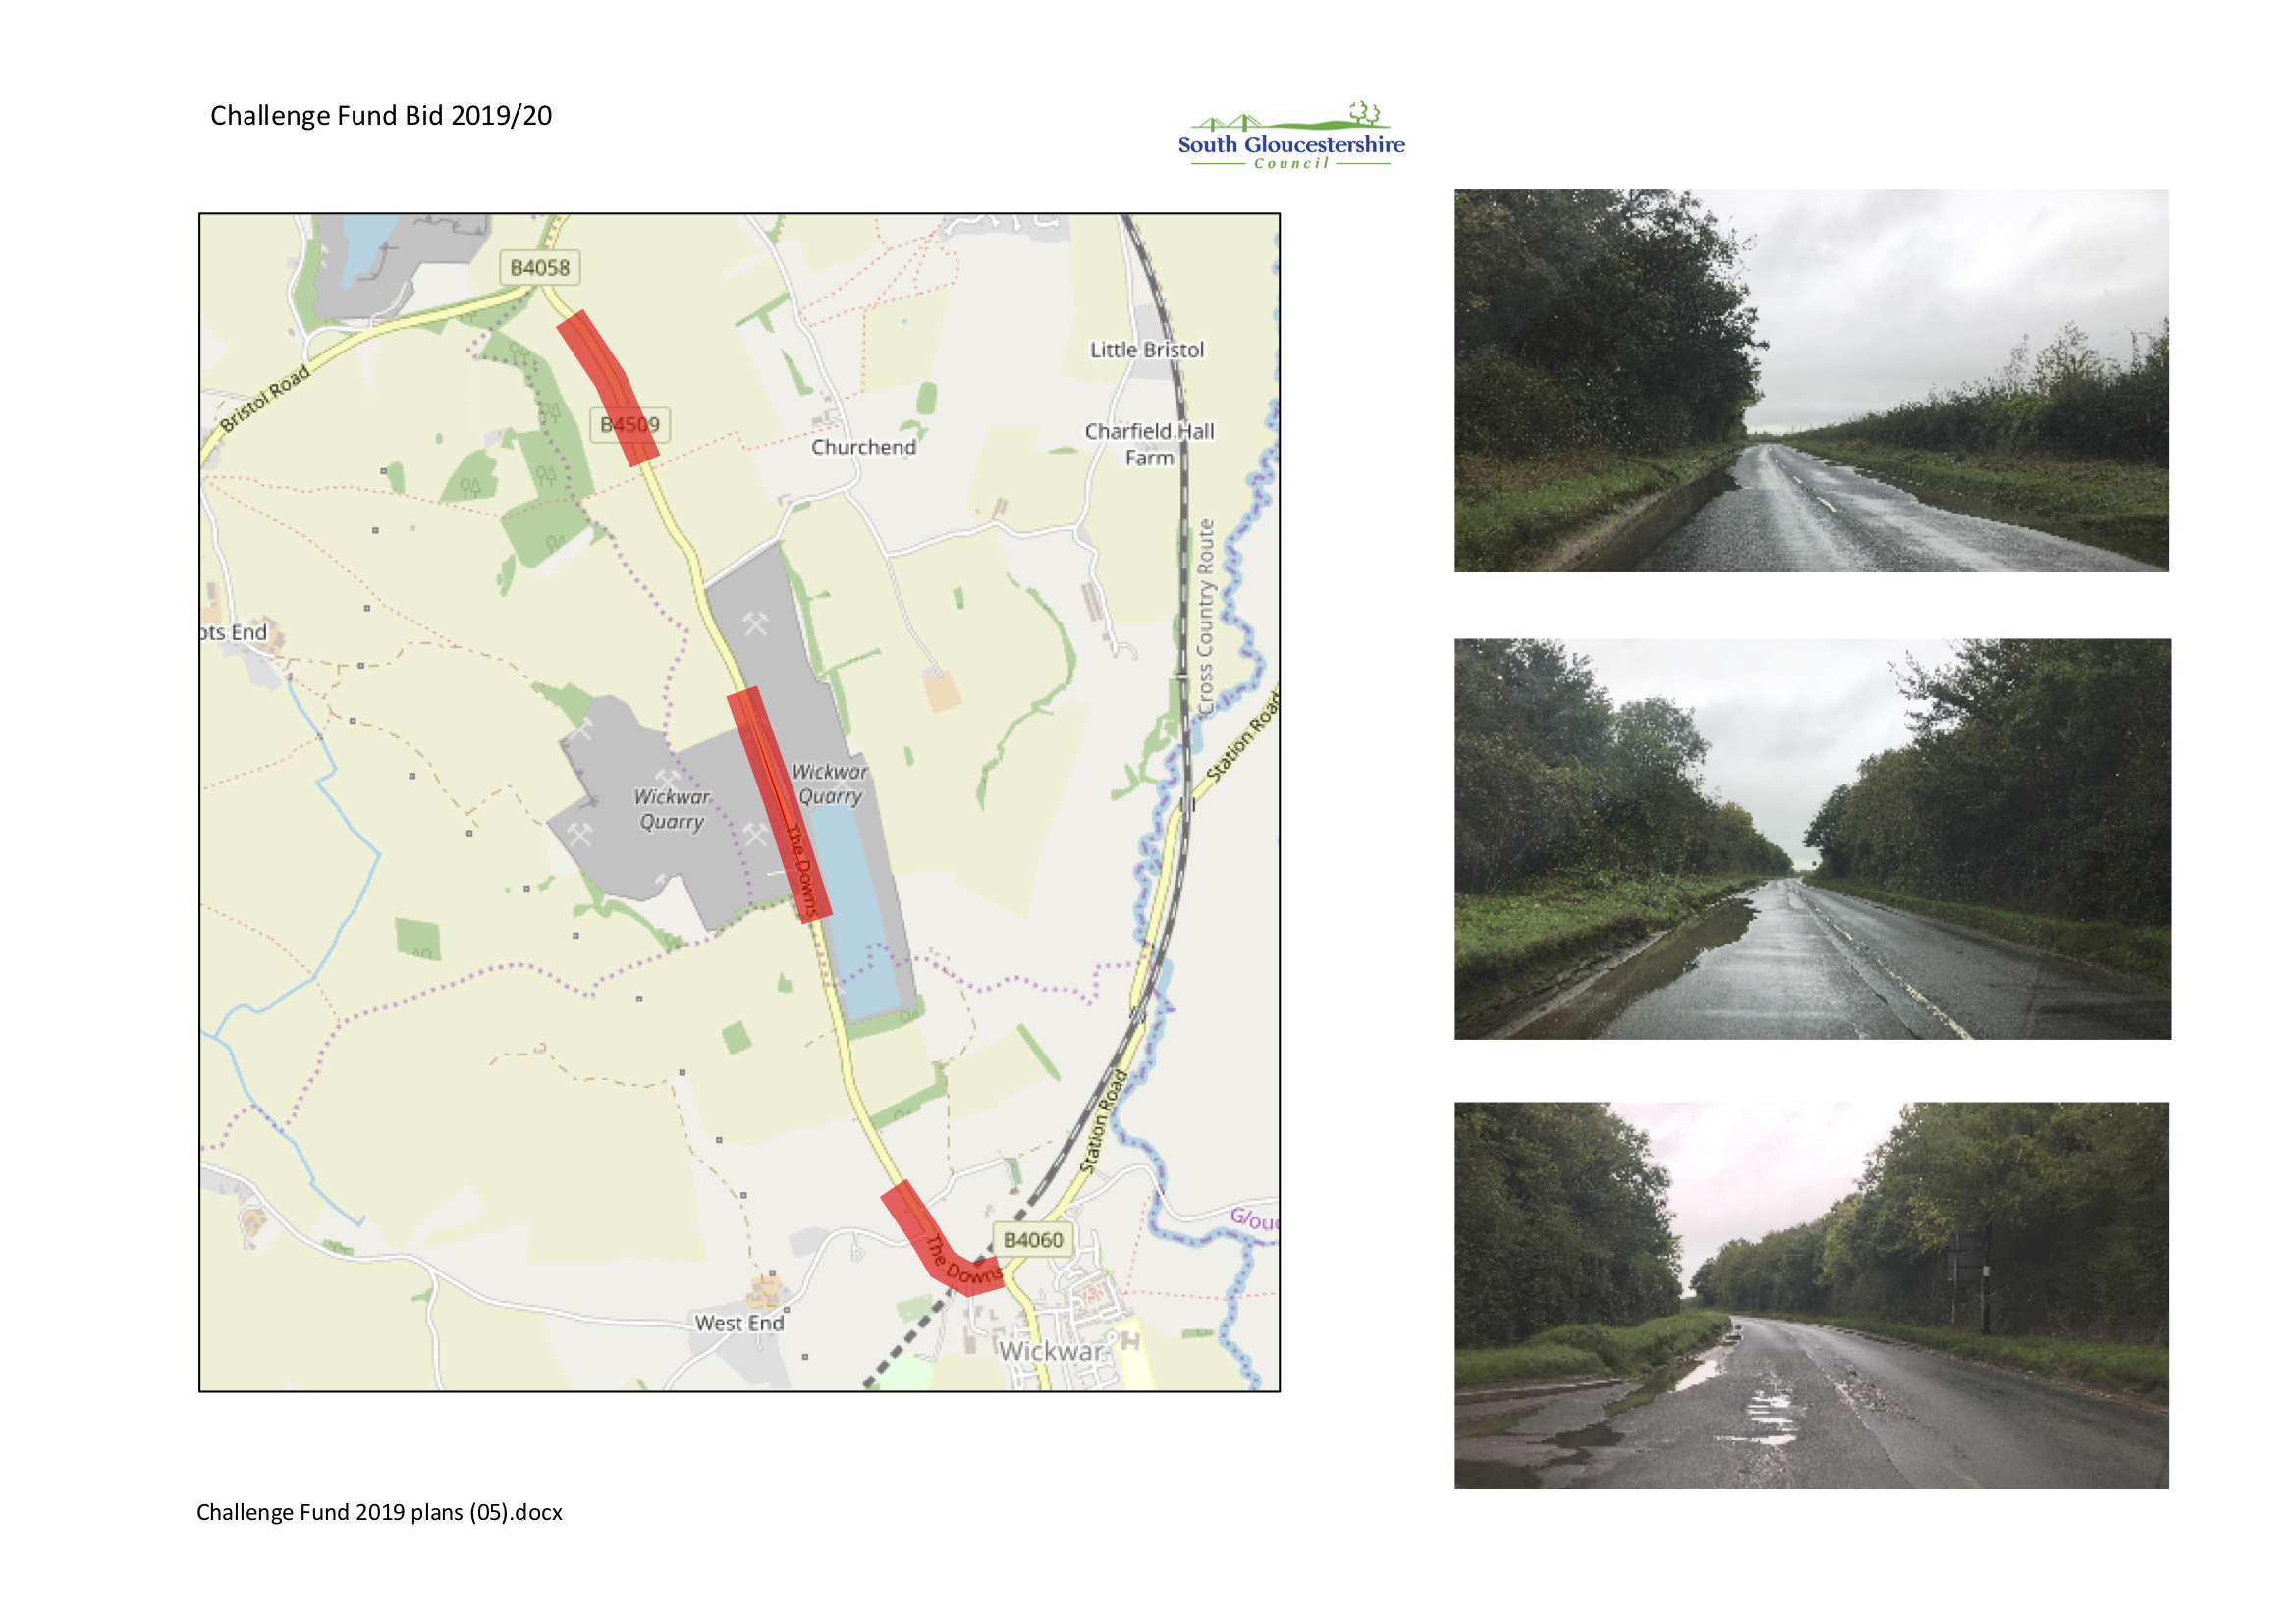 Challenge Fund Bid 2019/20
South Gloucestershire
Council
B4058
Bristol Road
B4509
Little Bristol
Charfield Hall
Farm
Churchend
Cross Country Route
ots End
Station Road
Wickwar
Quarry
Wickwar
Quarry
The Downs
Station Road
B4060
Glouc
The Downs
West End
Wickwar
H
Challenge Fund 2019 plans (05).docx